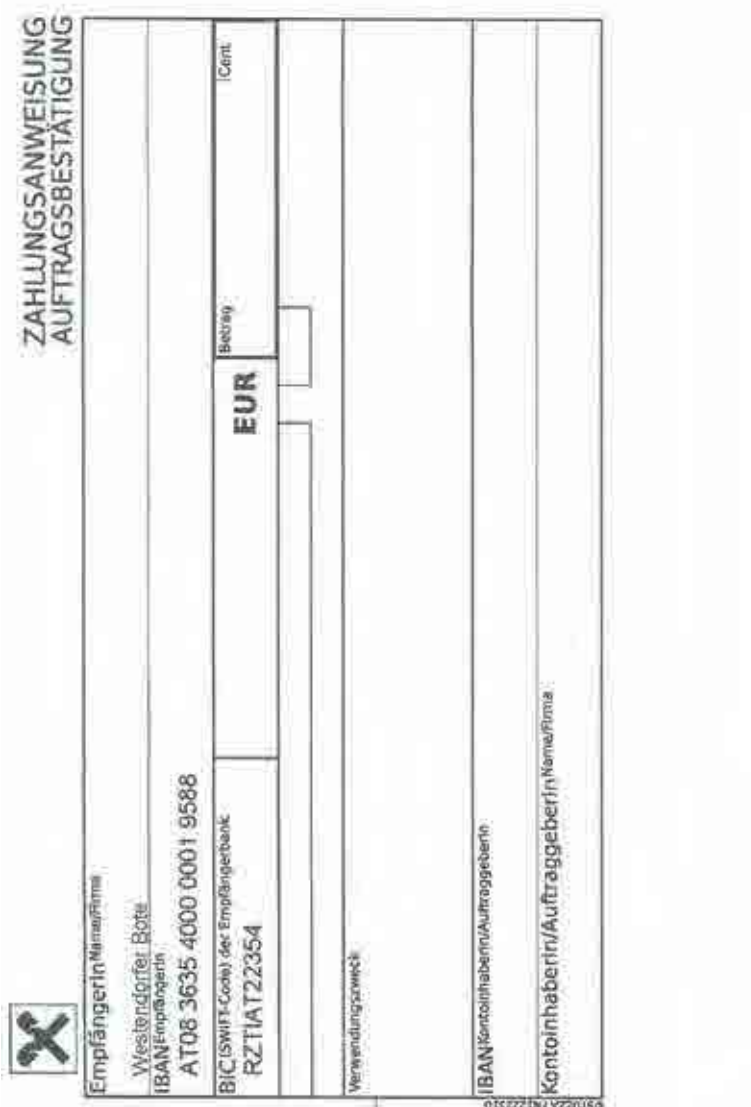 ZAHLUNGSANWEISUNG
AUFTRAGSBESTÄTIGUNG
EmpfängerIn Name/Firma
Westendorfer Bote
IBAN EmpfängerIn
AT08 3635 4000 0001 9588
BIC (SWIFT-Code) der Empfängerbank
RZTIAT22354
EUR
Betrag
Cent
Verwendungszweck
IBAN KontoinhaberIn/AuftraggeberIn
KontoinhaberIn/AuftraggeberIn Name/Firma